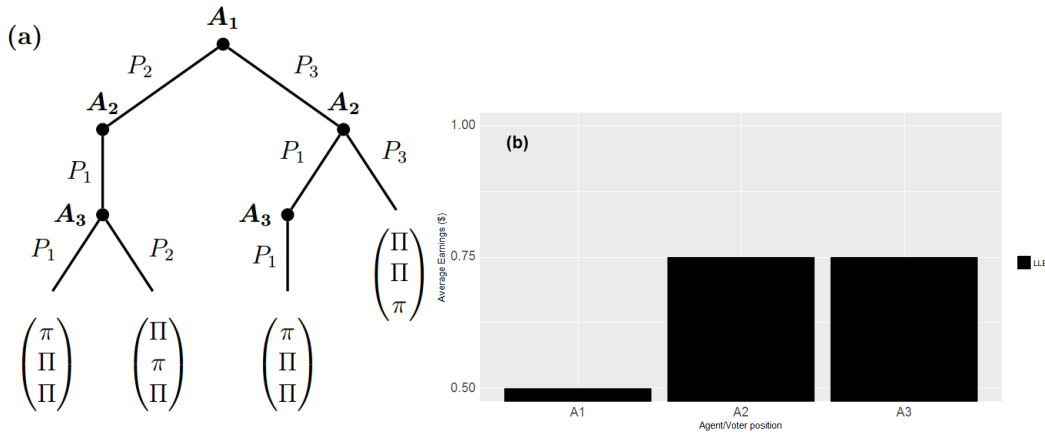 (a)
A₁
P₂ P₃
A₂ A₂
P₁ P₁ P₃
A₃ A₃
P₁ P₂ P₁
(π Π Π)
(Π π Π)
(π Π Π)
(Π Π π)
(b)
1.00
0.75
0.50
Average Earnings ($)
A1 A2 A3
Agent/Voter position